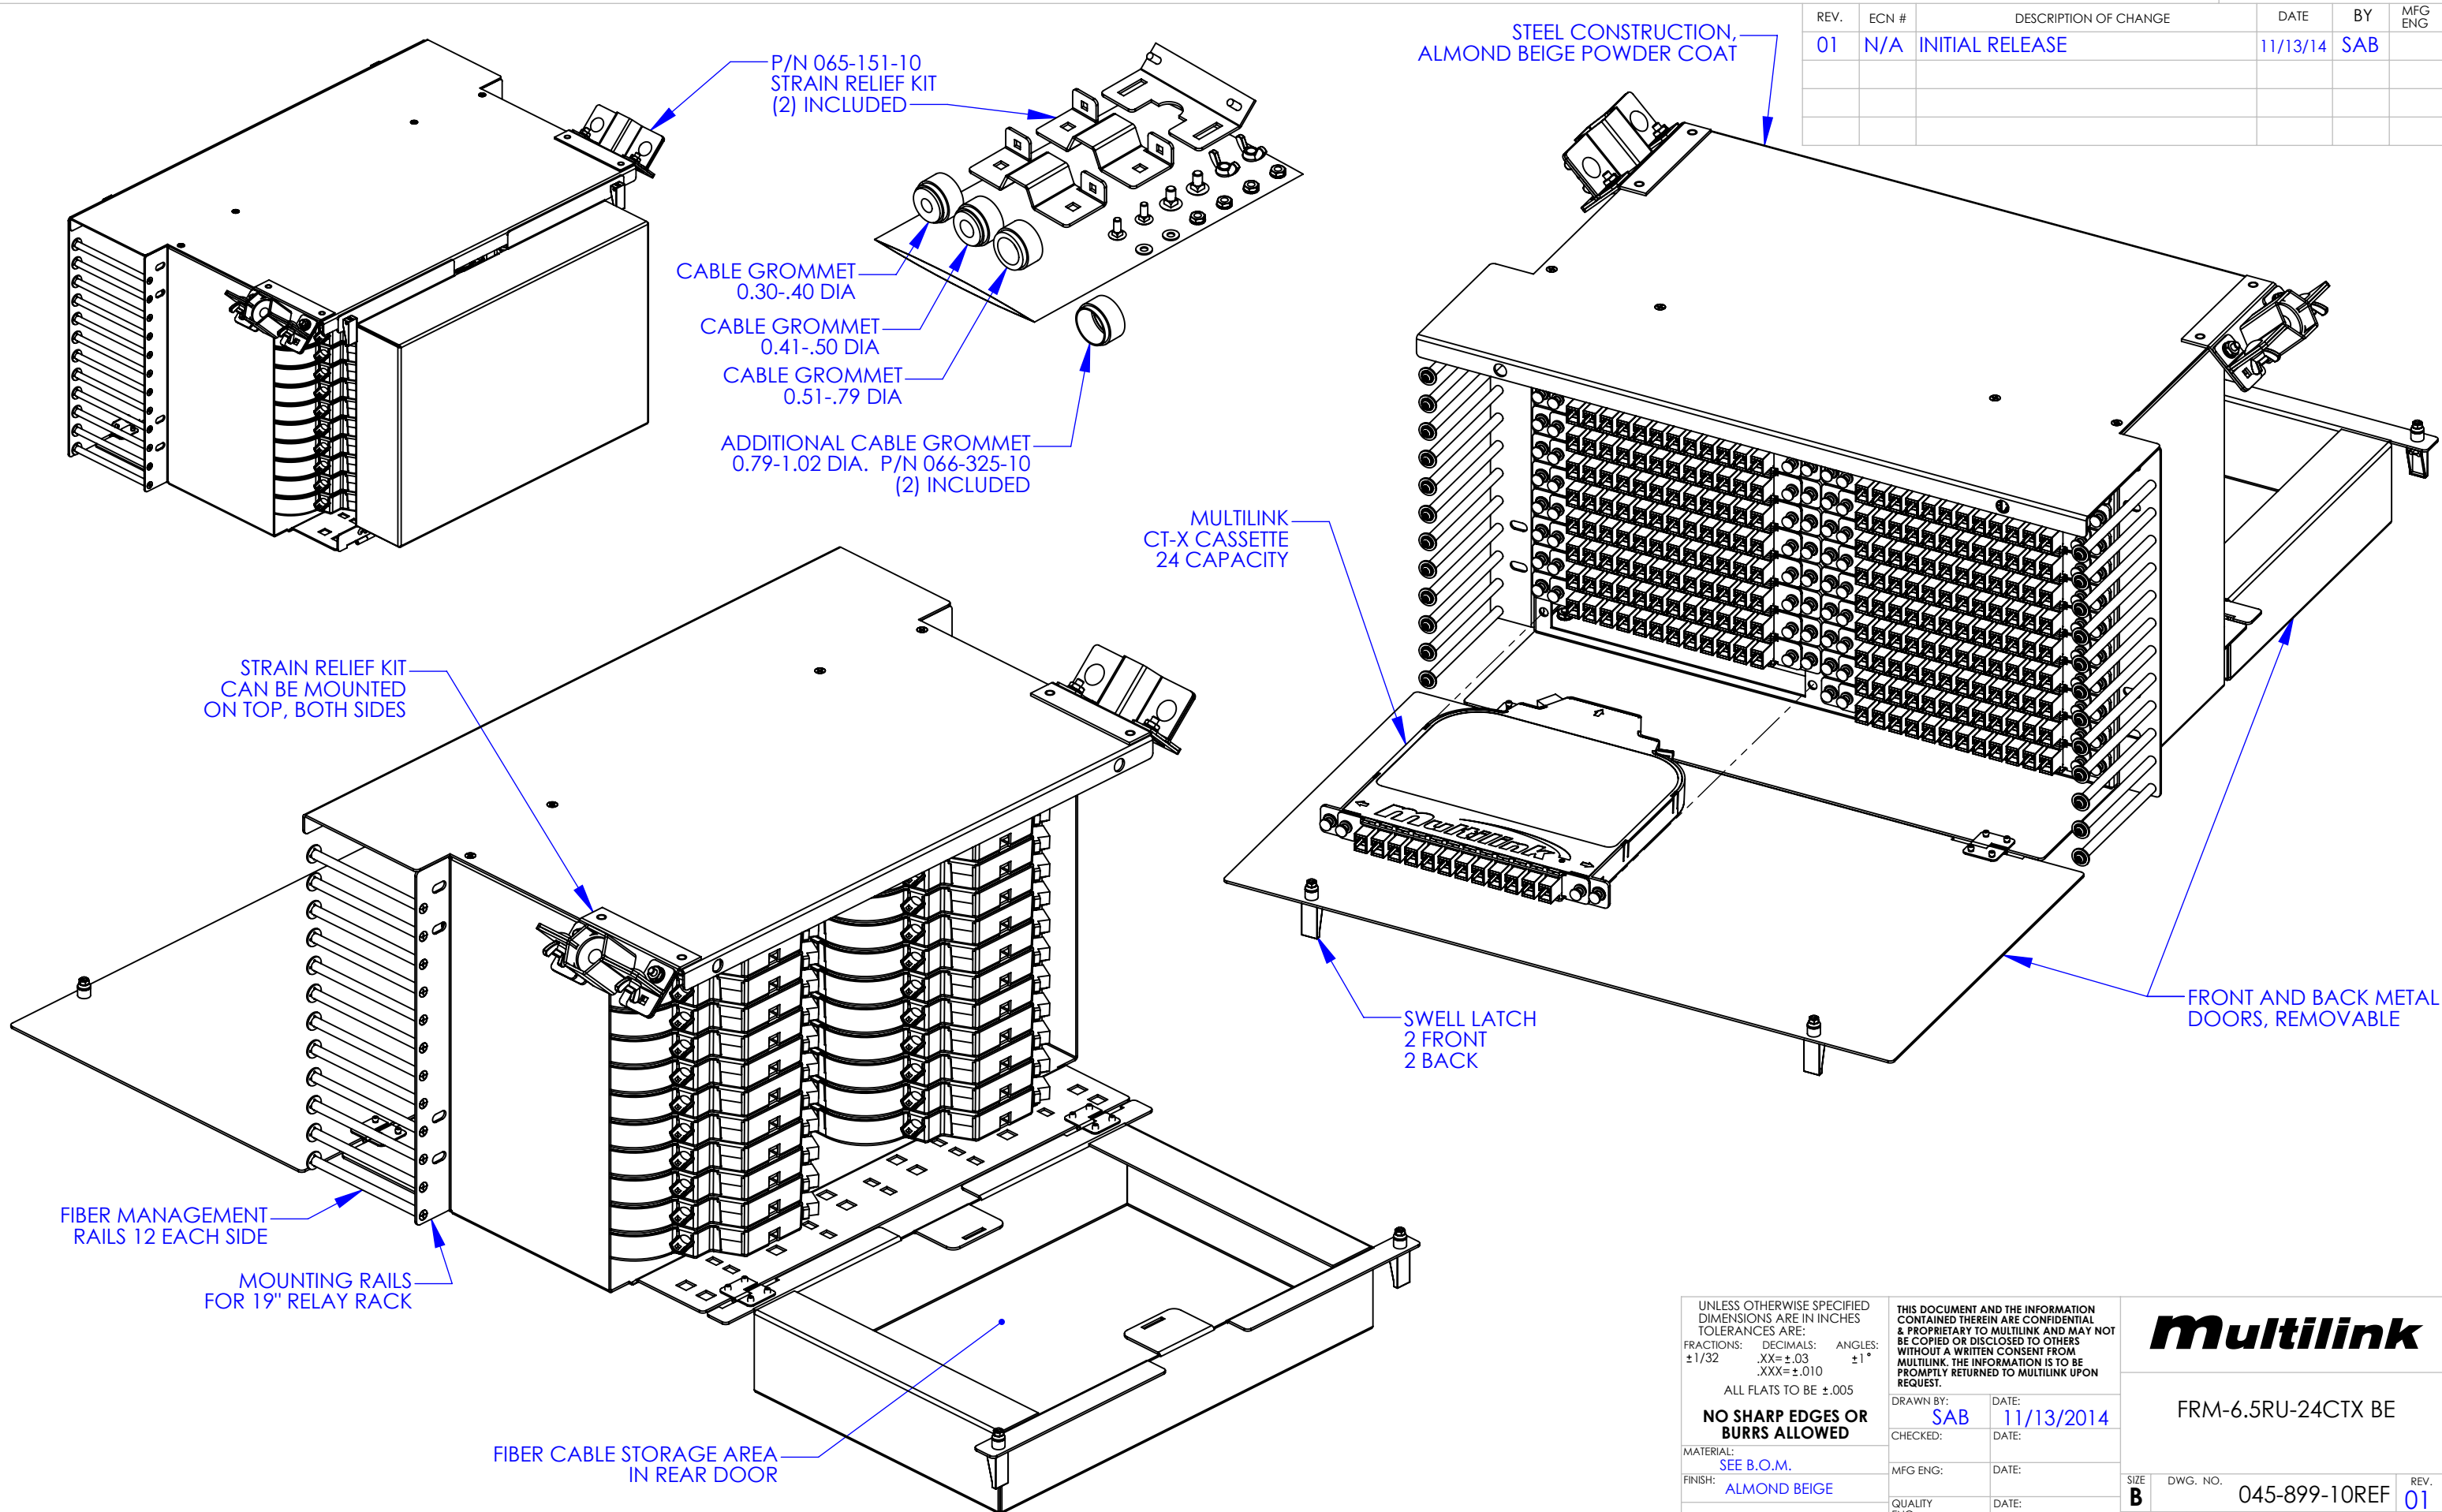 REV. ECN # DESCRIPTION OF CHANGE DATE BY MFG ENG
01 N/A INITIAL RELEASE 11/13/14 SAB
STEEL CONSTRUCTION,
ALMOND BEIGE POWDER COAT
P/N 065-151-10
STRAIN RELIEF KIT
(2) INCLUDED
CABLE GROMMET
0.30-.40 DIA
CABLE GROMMET
0.41-.50 DIA
CABLE GROMMET
0.51-.79 DIA
ADDITIONAL CABLE GROMMET
0.79-1.02 DIA. P/N 066-325-10
(2) INCLUDED
MULTILINK
CT-X CASSETTE
24 CAPACITY
Multilink
STRAIN RELIEF KIT
CAN BE MOUNTED
ON TOP, BOTH SIDES
SWELL LATCH
2 FRONT
2 BACK
FRONT AND BACK METAL
DOORS, REMOVABLE
FIBER MANAGEMENT
RAILS 12 EACH SIDE
MOUNTING RAILS
FOR 19" RELAY RACK
FIBER CABLE STORAGE AREA
IN REAR DOOR
UNLESS OTHERWISE SPECIFIED
DIMENSIONS ARE IN INCHES
TOLERANCES ARE:
FRACTIONS: DECIMALS: ANGLES:
±1/32 .XX=±.03 ±1°
.XXX=±.010
ALL FLATS TO BE ±.005
NO SHARP EDGES OR
BURRS ALLOWED
MATERIAL:
SEE B.O.M.
FINISH:
ALMOND BEIGE
THIS DOCUMENT AND THE INFORMATION
CONTAINED THEREIN ARE CONFIDENTIAL
& PROPRIETARY TO MULTILINK AND MAY NOT
BE COPIED OR DISCLOSED TO OTHERS
WITHOUT A WRITTEN CONSENT FROM
MULTILINK. THE INFORMATION IS TO BE
PROMPTLY RETURNED TO MULTILINK UPON
REQUEST.
DRAWN BY: DATE:
SAB 11/13/2014
CHECKED: DATE:
MFG ENG: DATE:
QUALITY DATE:
Multilink
FRM-6.5RU-24CTX BE
SIZE DWG. NO. REV.
B 045-899-10REF 01